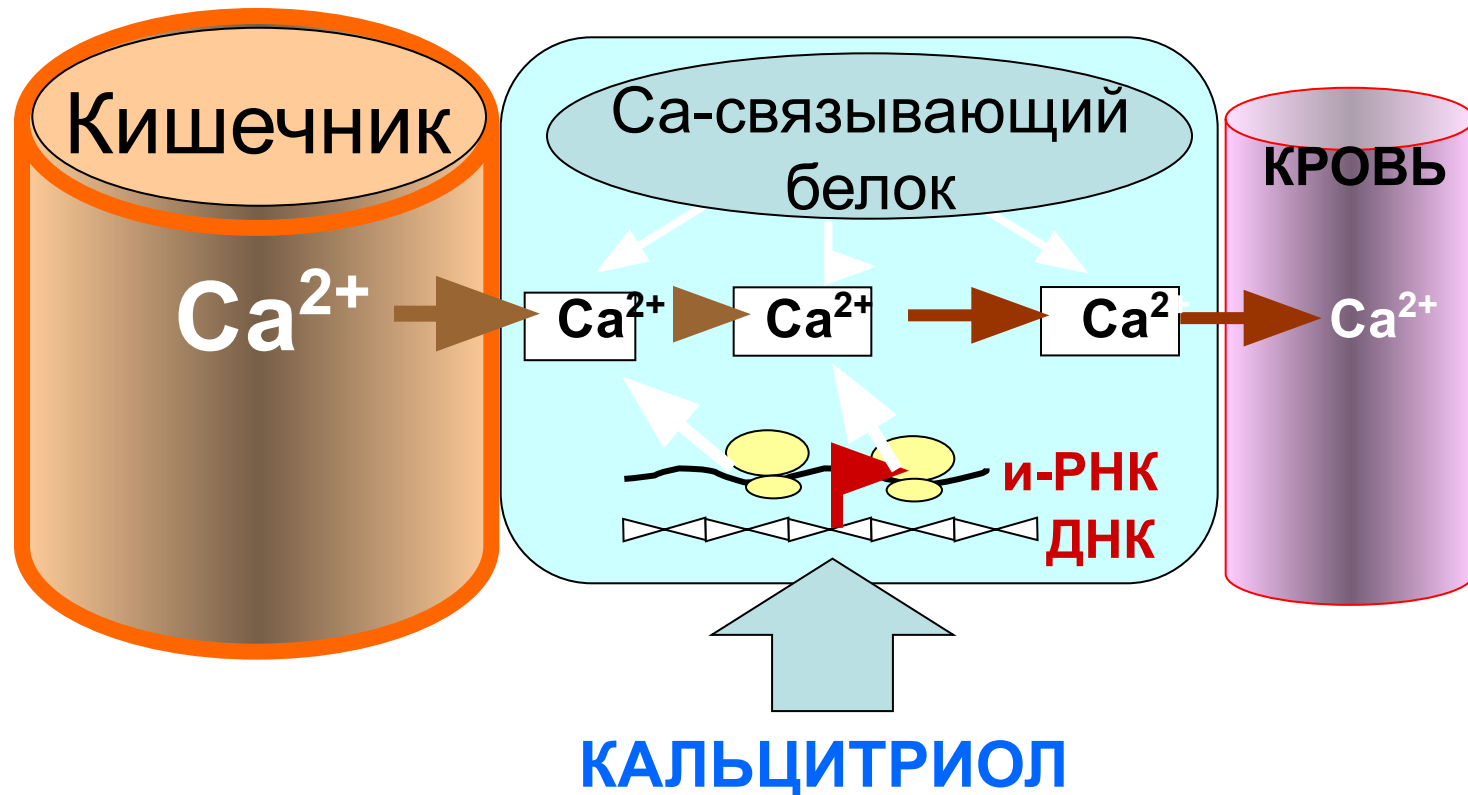 Кишечник
Са-связывающий
белок
КРОВЬ
Ca²⁺
Ca²⁺
Ca²⁺
Ca²⁺
Ca²⁺
и-РНК
ДНК
КАЛЬЦИТРИОЛ